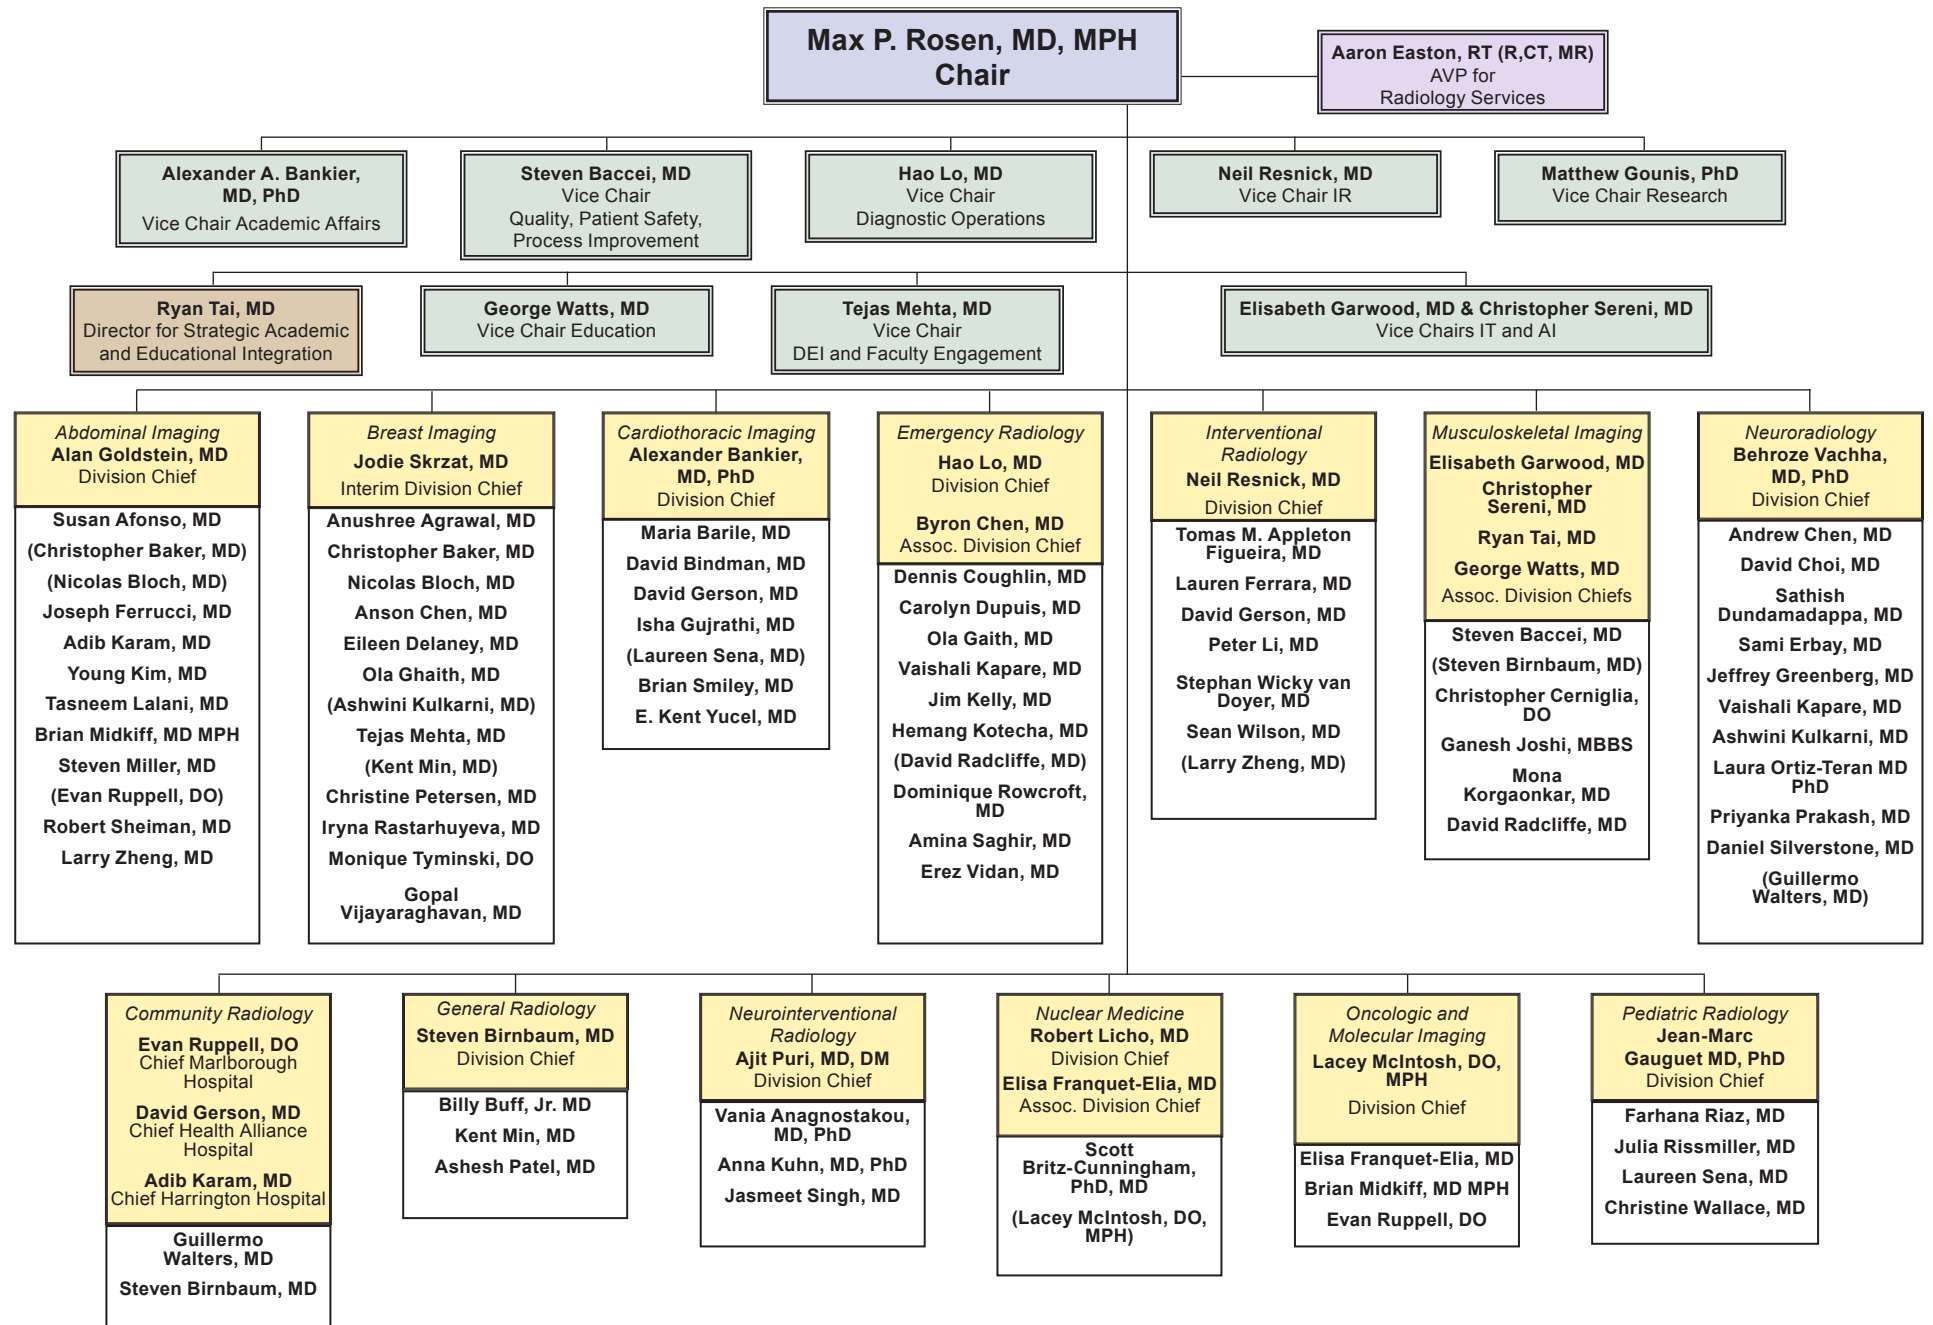 Max P. Rosen, MD, MPH
Chair
Aaron Easton, RT (R,CT, MR)
AVP for
Radiology Services
Alexander A. Bankier,
MD, PhD
Vice Chair Academic Affairs
Steven Baccei, MD
Vice Chair
Quality, Patient Safety,
Process Improvement
Hao Lo, MD
Vice Chair
Diagnostic Operations
Neil Resnick, MD
Vice Chair IR
Matthew Gounis, PhD
Vice Chair Research
Ryan Tai, MD
Director for Strategic Academic
and Educational Integration
George Watts, MD
Vice Chair Education
Tejas Mehta, MD
Vice Chair
DEI and Faculty Engagement
Elisabeth Garwood, MD & Christopher Sereni, MD
Vice Chairs IT and AI
Abdominal Imaging
Alan Goldstein, MD
Division Chief
Susan Afonso, MD
(Christopher Baker, MD)
(Nicolas Bloch, MD)
Joseph Ferrucci, MD
Adib Karam, MD
Young Kim, MD
Tasneem Lalani, MD
Brian Midkiff, MD MPH
Steven Miller, MD
(Evan Ruppell, DO)
Robert Sheiman, MD
Larry Zheng, MD
Breast Imaging
Jodie Skrzat, MD
Interim Division Chief
Anushree Agrawal, MD
Christopher Baker, MD
Nicolas Bloch, MD
Anson Chen, MD
Eileen Delaney, MD
Ola Ghaith, MD
(Ashwini Kulkarni, MD)
Tejas Mehta, MD
(Kent Min, MD)
Christine Petersen, MD
Iryna Rastarhuyeva, MD
Monique Tyminski, DO
Gopal
Vijayaraghavan, MD
Cardiothoracic Imaging
Alexander Bankier,
MD, PhD
Division Chief
Maria Barile, MD
David Bindman, MD
David Gerson, MD
Isha Gujrathi, MD
(Laureen Sena, MD)
Brian Smiley, MD
E. Kent Yucel, MD
Emergency Radiology
Hao Lo, MD
Division Chief
Byron Chen, MD
Assoc. Division Chief
Dennis Coughlin, MD
Carolyn Dupuis, MD
Ola Gaith, MD
Vaishali Kapare, MD
Jim Kelly, MD
Hemang Kotecha, MD
(David Radcliffe, MD)
Dominique Rowcroft,
MD
Amina Saghir, MD
Erez Vidan, MD
Interventional
Radiology
Neil Resnick, MD
Division Chief
Tomas M. Appleton
Figueira, MD
Lauren Ferrara, MD
David Gerson, MD
Peter Li, MD
Stephan Wicky van
Doyer, MD
Sean Wilson, MD
(Larry Zheng, MD)
Musculoskeletal Imaging
Elisabeth Garwood, MD
Christopher
Sereni, MD
Ryan Tai, MD
George Watts, MD
Assoc. Division Chiefs
Steven Baccei, MD
(Steven Birnbaum, MD)
Christopher Cerniglia,
DO
Ganesh Joshi, MBBS
Mona
Korgaonkar, MD
David Radcliffe, MD
Neuroradiology
Behroze Vachha,
MD, PhD
Division Chief
Andrew Chen, MD
David Choi, MD
Sathish
Dundamadappa, MD
Sami Erbay, MD
Jeffrey Greenberg, MD
Vaishali Kapare, MD
Ashwini Kulkarni, MD
Laura Ortiz-Teran MD
PhD
Priyanka Prakash, MD
Daniel Silverstone, MD
(Guillermo
Walters, MD)
Community Radiology
Evan Ruppell, DO
Chief Marlborough
Hospital
David Gerson, MD
Chief Health Alliance
Hospital
Adib Karam, MD
Chief Harrington Hospital
Guillermo
Walters, MD
Steven Birnbaum, MD
General Radiology
Steven Birnbaum, MD
Division Chief
Billy Buff, Jr. MD
Kent Min, MD
Ashesh Patel, MD
Neurointerventional
Radiology
Ajit Puri, MD, DM
Division Chief
Vania Anagnostakou,
MD, PhD
Anna Kuhn, MD, PhD
Jasmeet Singh, MD
Nuclear Medicine
Robert Licho, MD
Division Chief
Elisa Franquet-Elia, MD
Assoc. Division Chief
Scott
Britz-Cunningham,
PhD, MD
(Lacey McIntosh, DO,
MPH)
Oncologic and
Molecular Imaging
Lacey McIntosh, DO,
MPH
Division Chief
Elisa Franquet-Elia, MD
Brian Midkiff, MD MPH
Evan Ruppell, DO
Pediatric Radiology
Jean-Marc
Gauguet MD, PhD
Division Chief
Farhana Riaz, MD
Julia Rissmiller, MD
Laureen Sena, MD
Christine Wallace, MD